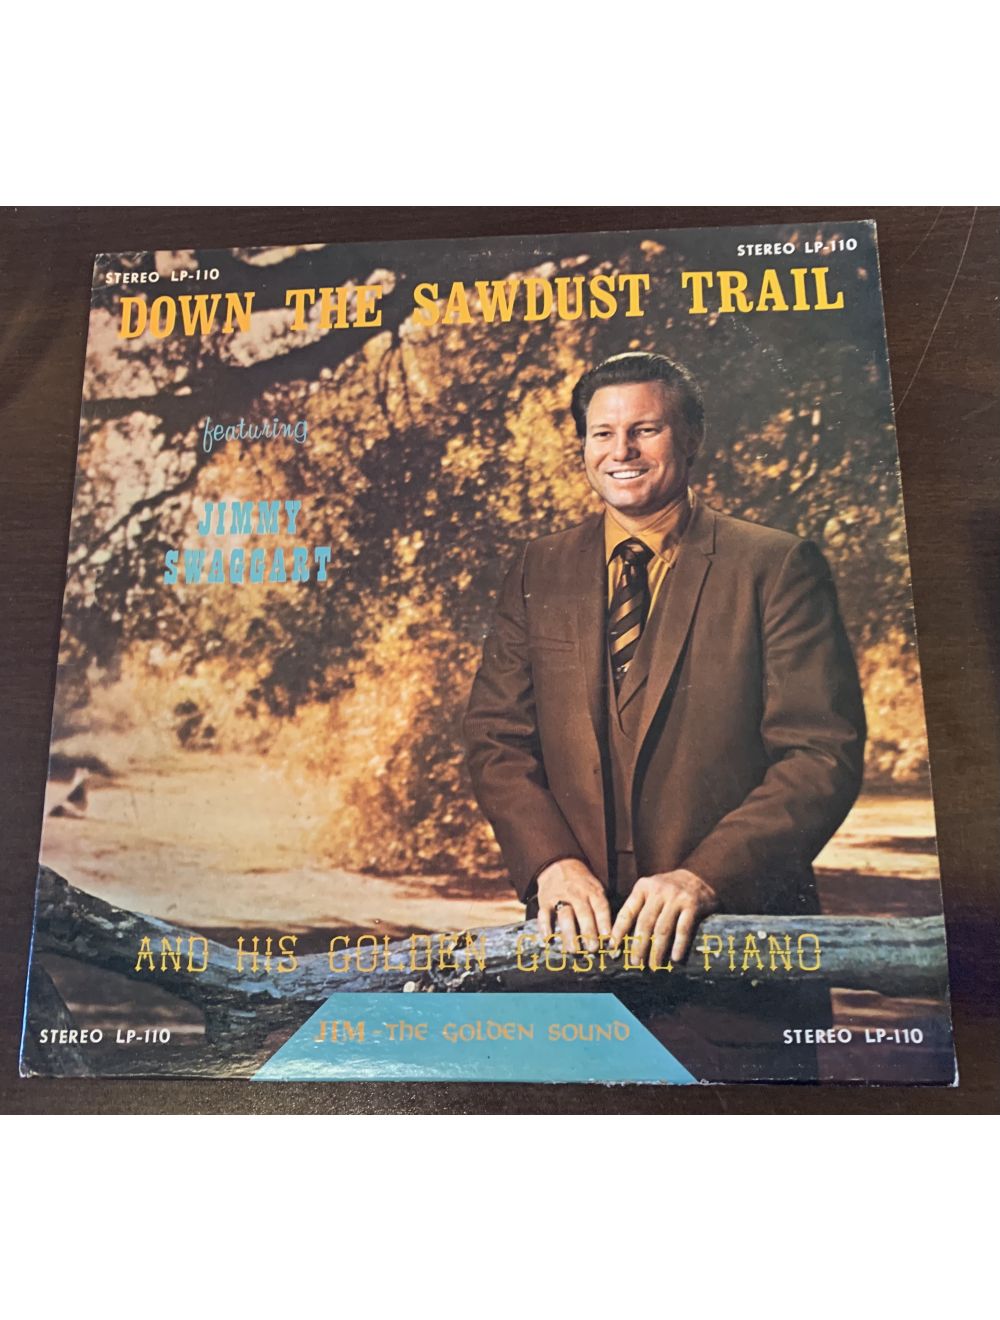 STEREO LP-110
STEREO LP-110
DOWN THE SAWDUST TRAIL
featuring
JIMMY
SWAGGART
AND HIS GOLDEN GOSPEL PIANO
JIM - THE GOLDEN SOUND
STEREO LP-110
STEREO LP-110